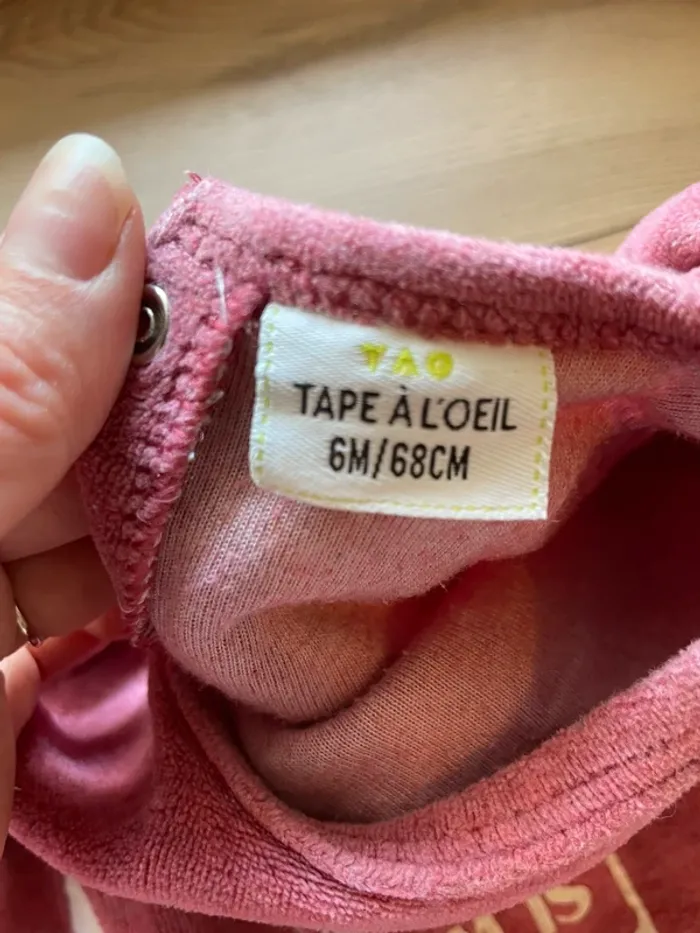 TAO
TAPE À L'OEIL
6M/68CM